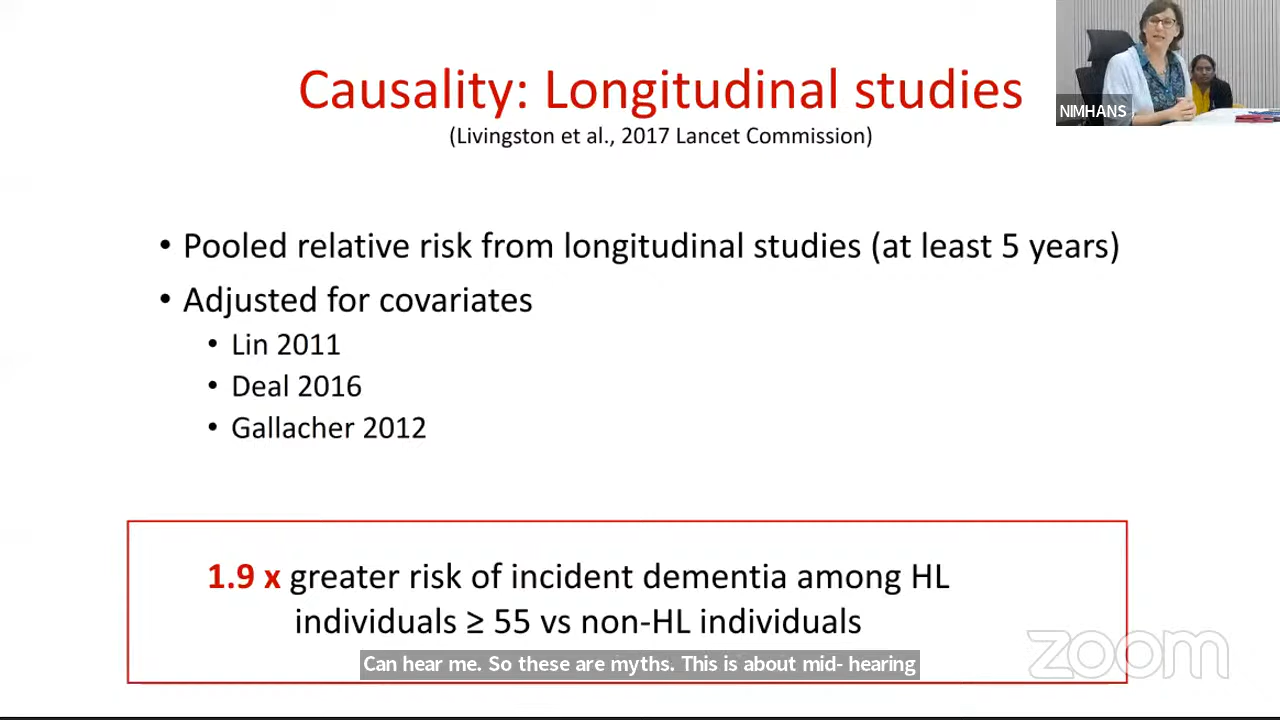 Causality: Longitudinal studies
(Livingston et al., 2017 Lancet Commission)
NIMHANS
• Pooled relative risk from longitudinal studies (at least 5 years)
• Adjusted for covariates
• Lin 2011
• Deal 2016
• Gallacher 2012
1.9 x greater risk of incident dementia among HL
individuals ≥ 55 vs non-HL individuals
Can hear me. So these are myths. This is about mid- hearing
zoom